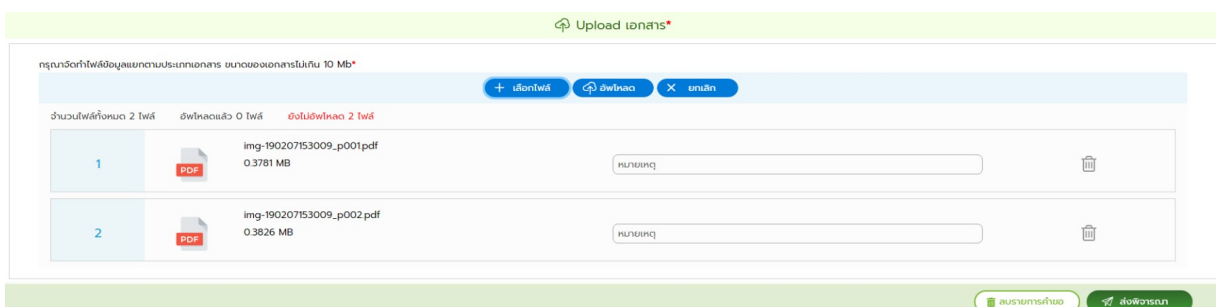 Upload เอกสาร*
กรุณาจัดทำไฟล์ข้อมูลแยกตามประเภทเอกสาร ขนาดของเอกสารไม่เกิน 10 Mb*
+ เลือกไฟล์ อัพโหลด × ยกเลิก
จำนวนไฟล์ทั้งหมด 2 ไฟล์ อัพโหลดแล้ว 0 ไฟล์ ยังไม่อัพโหลด 2 ไฟล์
img-190207153009_p001.pdf
1 PDF 0.3781 MB หมายเหตุ
img-190207153009_p002.pdf
2 PDF 0.3826 MB หมายเหตุ
ลบรายการคำขอ ส่งพิจารณา